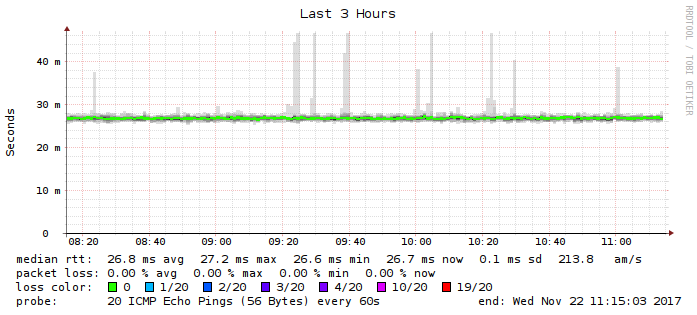 Last 3 Hours
RRDTOOL / TOBI OETIKER
Seconds
40 m
30 m
20 m
10 m
0
08:20 08:40 09:00 09:20 09:40 10:00 10:20 10:40 11:00
median rtt: 26.8 ms avg 27.2 ms max 26.6 ms min 26.7 ms now 0.1 ms sd 213.8 am/s
packet loss: 0.00 % avg 0.00 % max 0.00 % min 0.00 % now
loss color: 0 1/20 2/20 3/20 4/20 10/20 19/20
probe: 20 ICMP Echo Pings (56 Bytes) every 60s end: Wed Nov 22 11:15:03 2017